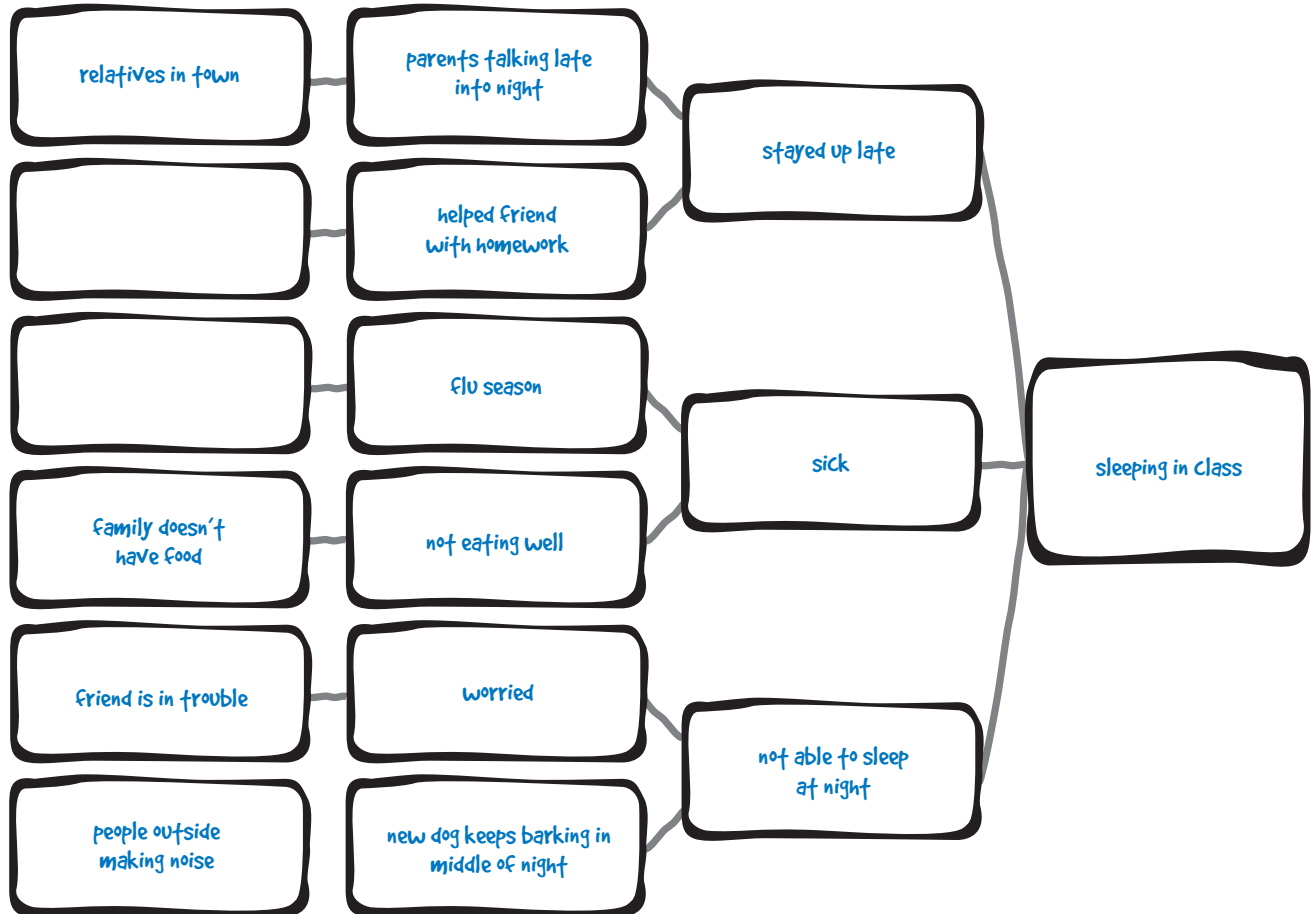 relatives in town
parents talking late
into night
stayed up late
helped friend
with homework
flu season
sick
sleeping in class
family doesn't
have food
not eating well
friend is in trouble
worried
not able to sleep
at night
people outside
making noise
new dog keeps barking in
middle of night